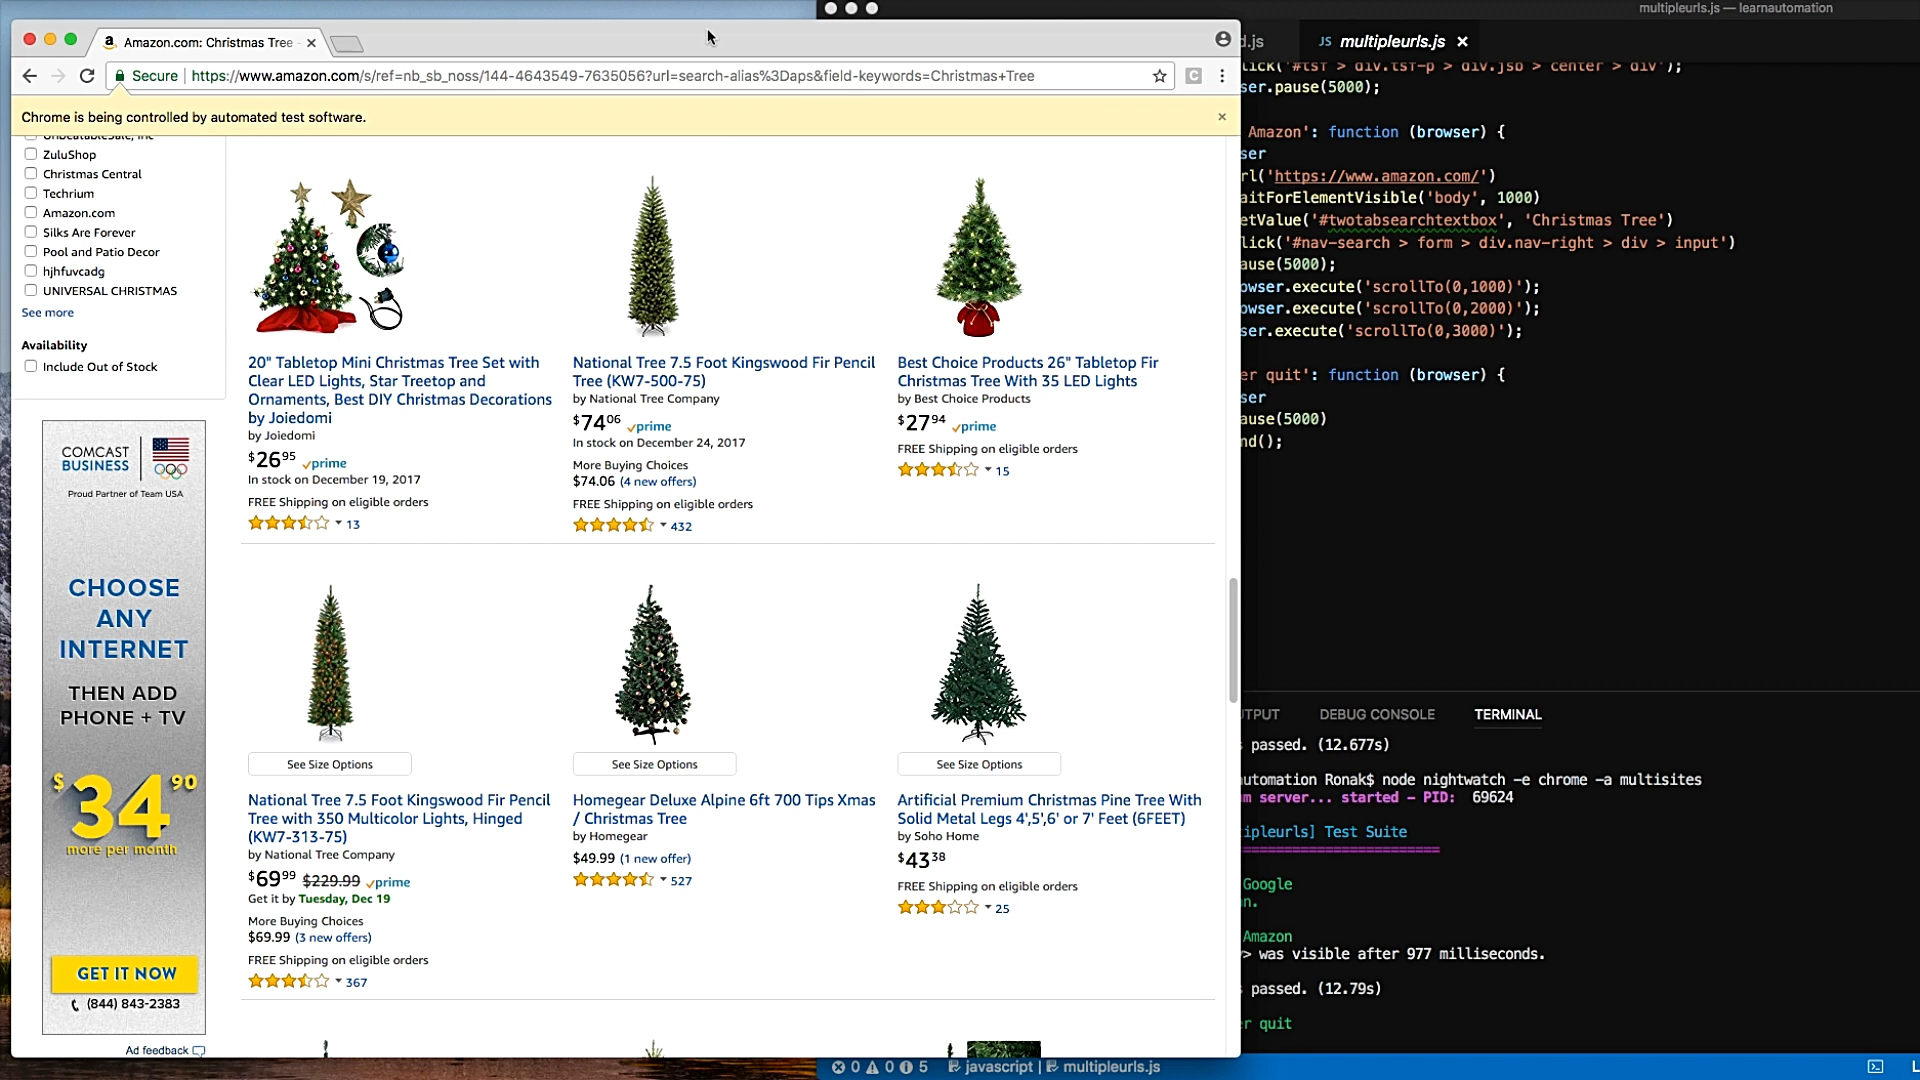 multipleurls.js — learnautomation
Amazon.com: Christmas Tree
Secure
https://www.amazon.com/s/ref=nb_sb_noss/144-4643549-7635056?url=search-alias%3Daps&field-keywords=Christmas+Tree
Chrome is being controlled by automated test software.
ZuluShop
Christmas Central
Techrium
Amazon.com
Silks Are Forever
Pool and Patio Decor
hjhfuvcadg
UNIVERSAL CHRISTMAS
See more
Availability
Include Out of Stock
COMCAST
BUSINESS
Proud Partner of Team USA
CHOOSE
ANY
INTERNET
THEN ADD
PHONE + TV
$34.90
more per month
GET IT NOW
(844) 843-2383
Ad feedback
20" Tabletop Mini Christmas Tree Set with
Clear LED Lights, Star Treetop and
Ornaments, Best DIY Christmas Decorations
by Joiedomi
by Joiedomi
$26.95 prime
In stock on December 19, 2017
FREE Shipping on eligible orders
13
National Tree 7.5 Foot Kingswood Fir Pencil
Tree (KW7-500-75)
by National Tree Company
$74.06 prime
In stock on December 24, 2017
More Buying Choices
$74.06 (4 new offers)
FREE Shipping on eligible orders
432
Best Choice Products 26" Tabletop Fir
Christmas Tree With 35 LED Lights
by Best Choice Products
$27.94 prime
FREE Shipping on eligible orders
15
See Size Options
National Tree 7.5 Foot Kingswood Fir Pencil
Tree with 350 Multicolor Lights, Hinged
(KW7-313-75)
by National Tree Company
$69.99 $229.99 prime
Get it by Tuesday, Dec 19
More Buying Choices
$69.99 (3 new offers)
FREE Shipping on eligible orders
367
See Size Options
Homegear Deluxe Alpine 6ft 700 Tips Xmas
/ Christmas Tree
by Homegear
$49.99 (1 new offer)
527
See Size Options
Artificial Premium Christmas Pine Tree With
Solid Metal Legs 4',5',6' or 7' Feet (6FEET)
by Soho Home
$43.38
FREE Shipping on eligible orders
25
d.js
JS multipleurls.js
lick('#tsf > div.tsf-p > div.jsb > center > div');
ser.pause(5000);
Amazon': function (browser) {
ser
rl('https://www.amazon.com/')
aitForElementVisible('body', 1000)
etValue('#twotabsearchtextbox', 'Christmas Tree')
lick('#nav-search > form > div.nav-right > div > input')
ause(5000);
owser.execute('scrollTo(0,1000)');
owser.execute('scrollTo(0,2000)');
ser.execute('scrollTo(0,3000)');
er quit': function (browser) {
ser
ause(5000)
nd();
TPUT DEBUG CONSOLE TERMINAL
passed. (12.677s)
utomation Ronak$ node nightwatch -e chrome -a multisites
m server... started - PID: 69624
ipleurls] Test Suite
=========================
Google
n.
Amazon
> was visible after 977 milliseconds.
passed. (12.79s)
r quit
0 0 5 javascript | multipleurls.js